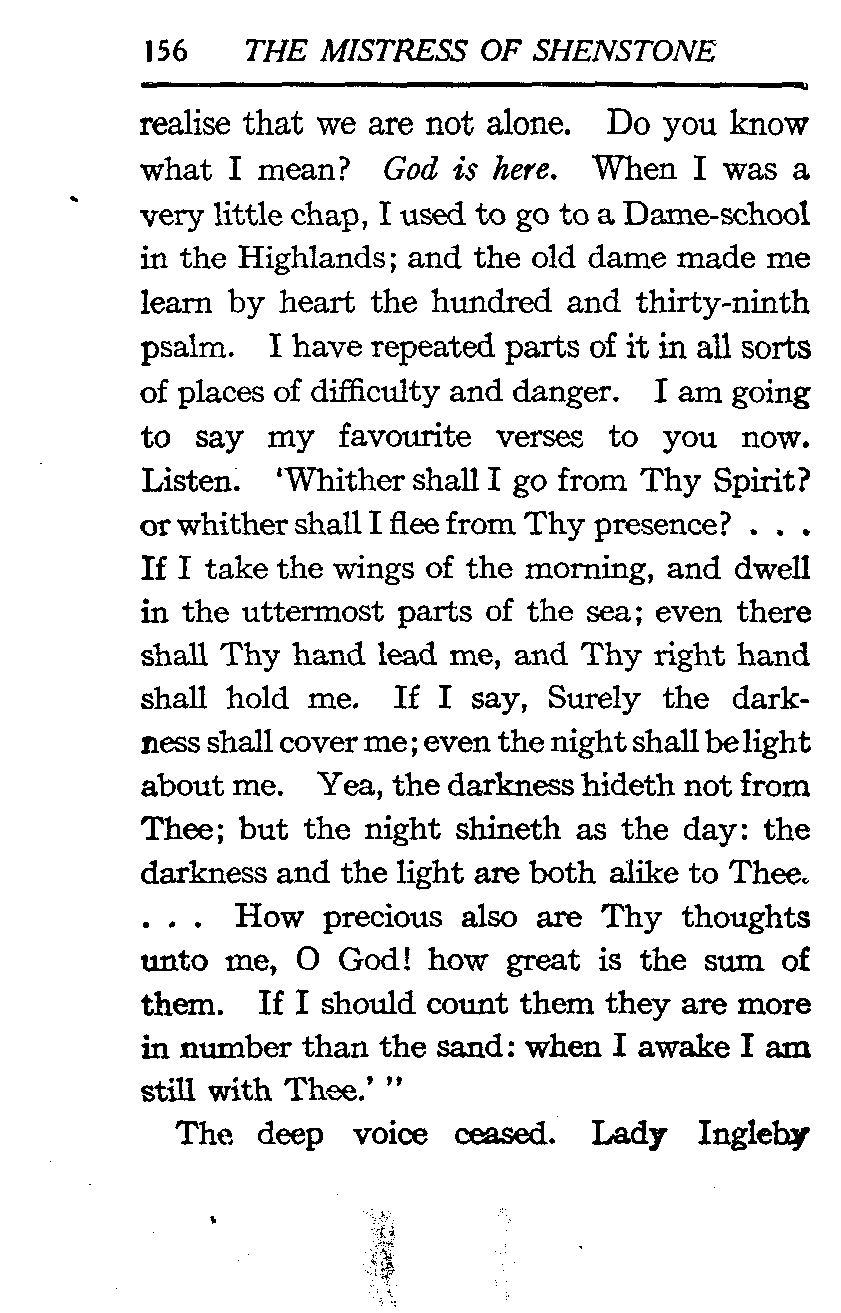 156 THE MISTRESS OF SHENSTONE
realise that we are not alone. Do you know
what I mean? God is here. When I was a
very little chap, I used to go to a Dame-school
in the Highlands; and the old dame made me
learn by heart the hundred and thirty-ninth
psalm. I have repeated parts of it in all sorts
of places of difficulty and danger. I am going
to say my favourite verses to you now.
Listen. 'Whither shall I go from Thy Spirit?
or whither shall I flee from Thy presence? . . .
If I take the wings of the morning, and dwell
in the uttermost parts of the sea; even there
shall Thy hand lead me, and Thy right hand
shall hold me. If I say, Surely the dark-
ness shall cover me; even the night shall be light
about me. Yea, the darkness hideth not from
Thee; but the night shineth as the day: the
darkness and the light are both alike to Thee.
. . . How precious also are Thy thoughts
unto me, O God! how great is the sum of
them. If I should count them they are more
in number than the sand: when I awake I am
still with Thee.' "
The deep voice ceased. Lady Ingleby